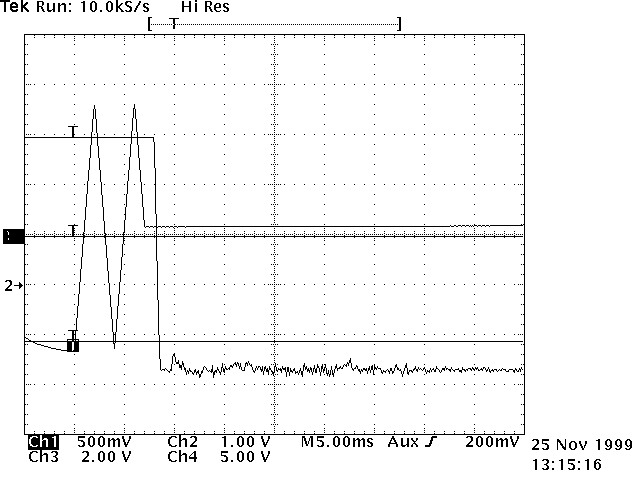 Tek Run: 10.0kS/s Hi Res
T
T
T
T
1
2
Ch1 500mV Ch2 1.00 V M5.00ms Aux 200mV
Ch3 2.00 V Ch4 5.00 V
25 Nov 1999
13:15:16